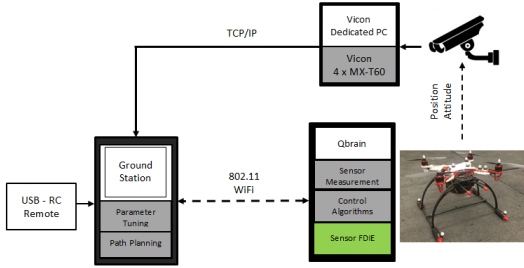 Vicon
Dedicated PC
Vicon
4 x MX-T60
TCP/IP
Position
Attitude
Ground
Station
Parameter
Tuning
Path Planning
USB - RC
Remote
802.11
WiFi
Qbrain
Sensor
Measurement
Control
Algorithms
Sensor FDIE